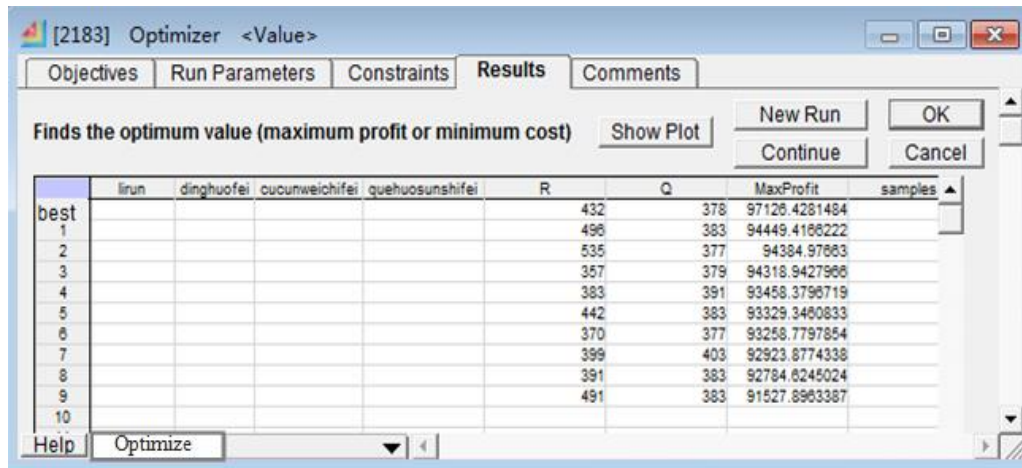 [2183] Optimizer <Value>
Objectives Run Parameters Constraints Results Comments
Finds the optimum value (maximum profit or minimum cost) Show Plot New Run OK
Continue Cancel
lirun dinghuofei cucunweichifei quehuosunshifei R Q MaxProfit samples
best 432 378 97126.4281484
1 496 383 94449.4166222
2 535 377 94384.97663
3 357 379 94318.9427966
4 383 391 93458.3796719
5 442 383 93329.3460833
6 370 377 93258.7797854
7 399 403 92923.8774338
8 391 383 92784.6245024
9 491 383 91527.8963387
10
Help Optimize